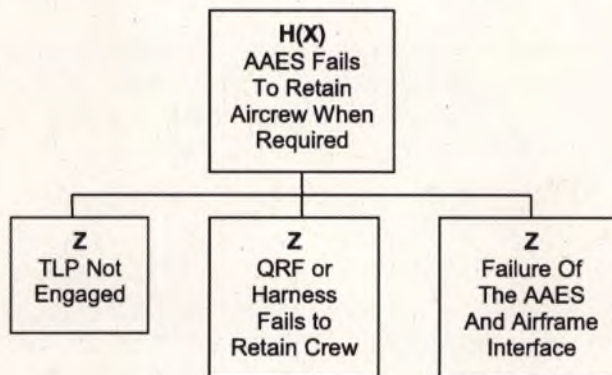 H(X)
AAES Fails
To Retain
Aircrew When
Required
Z
TLP Not
Engaged
Z
QRF or
Harness
Fails to
Retain Crew
Z
Failure Of
The AAES
And Airframe
Interface